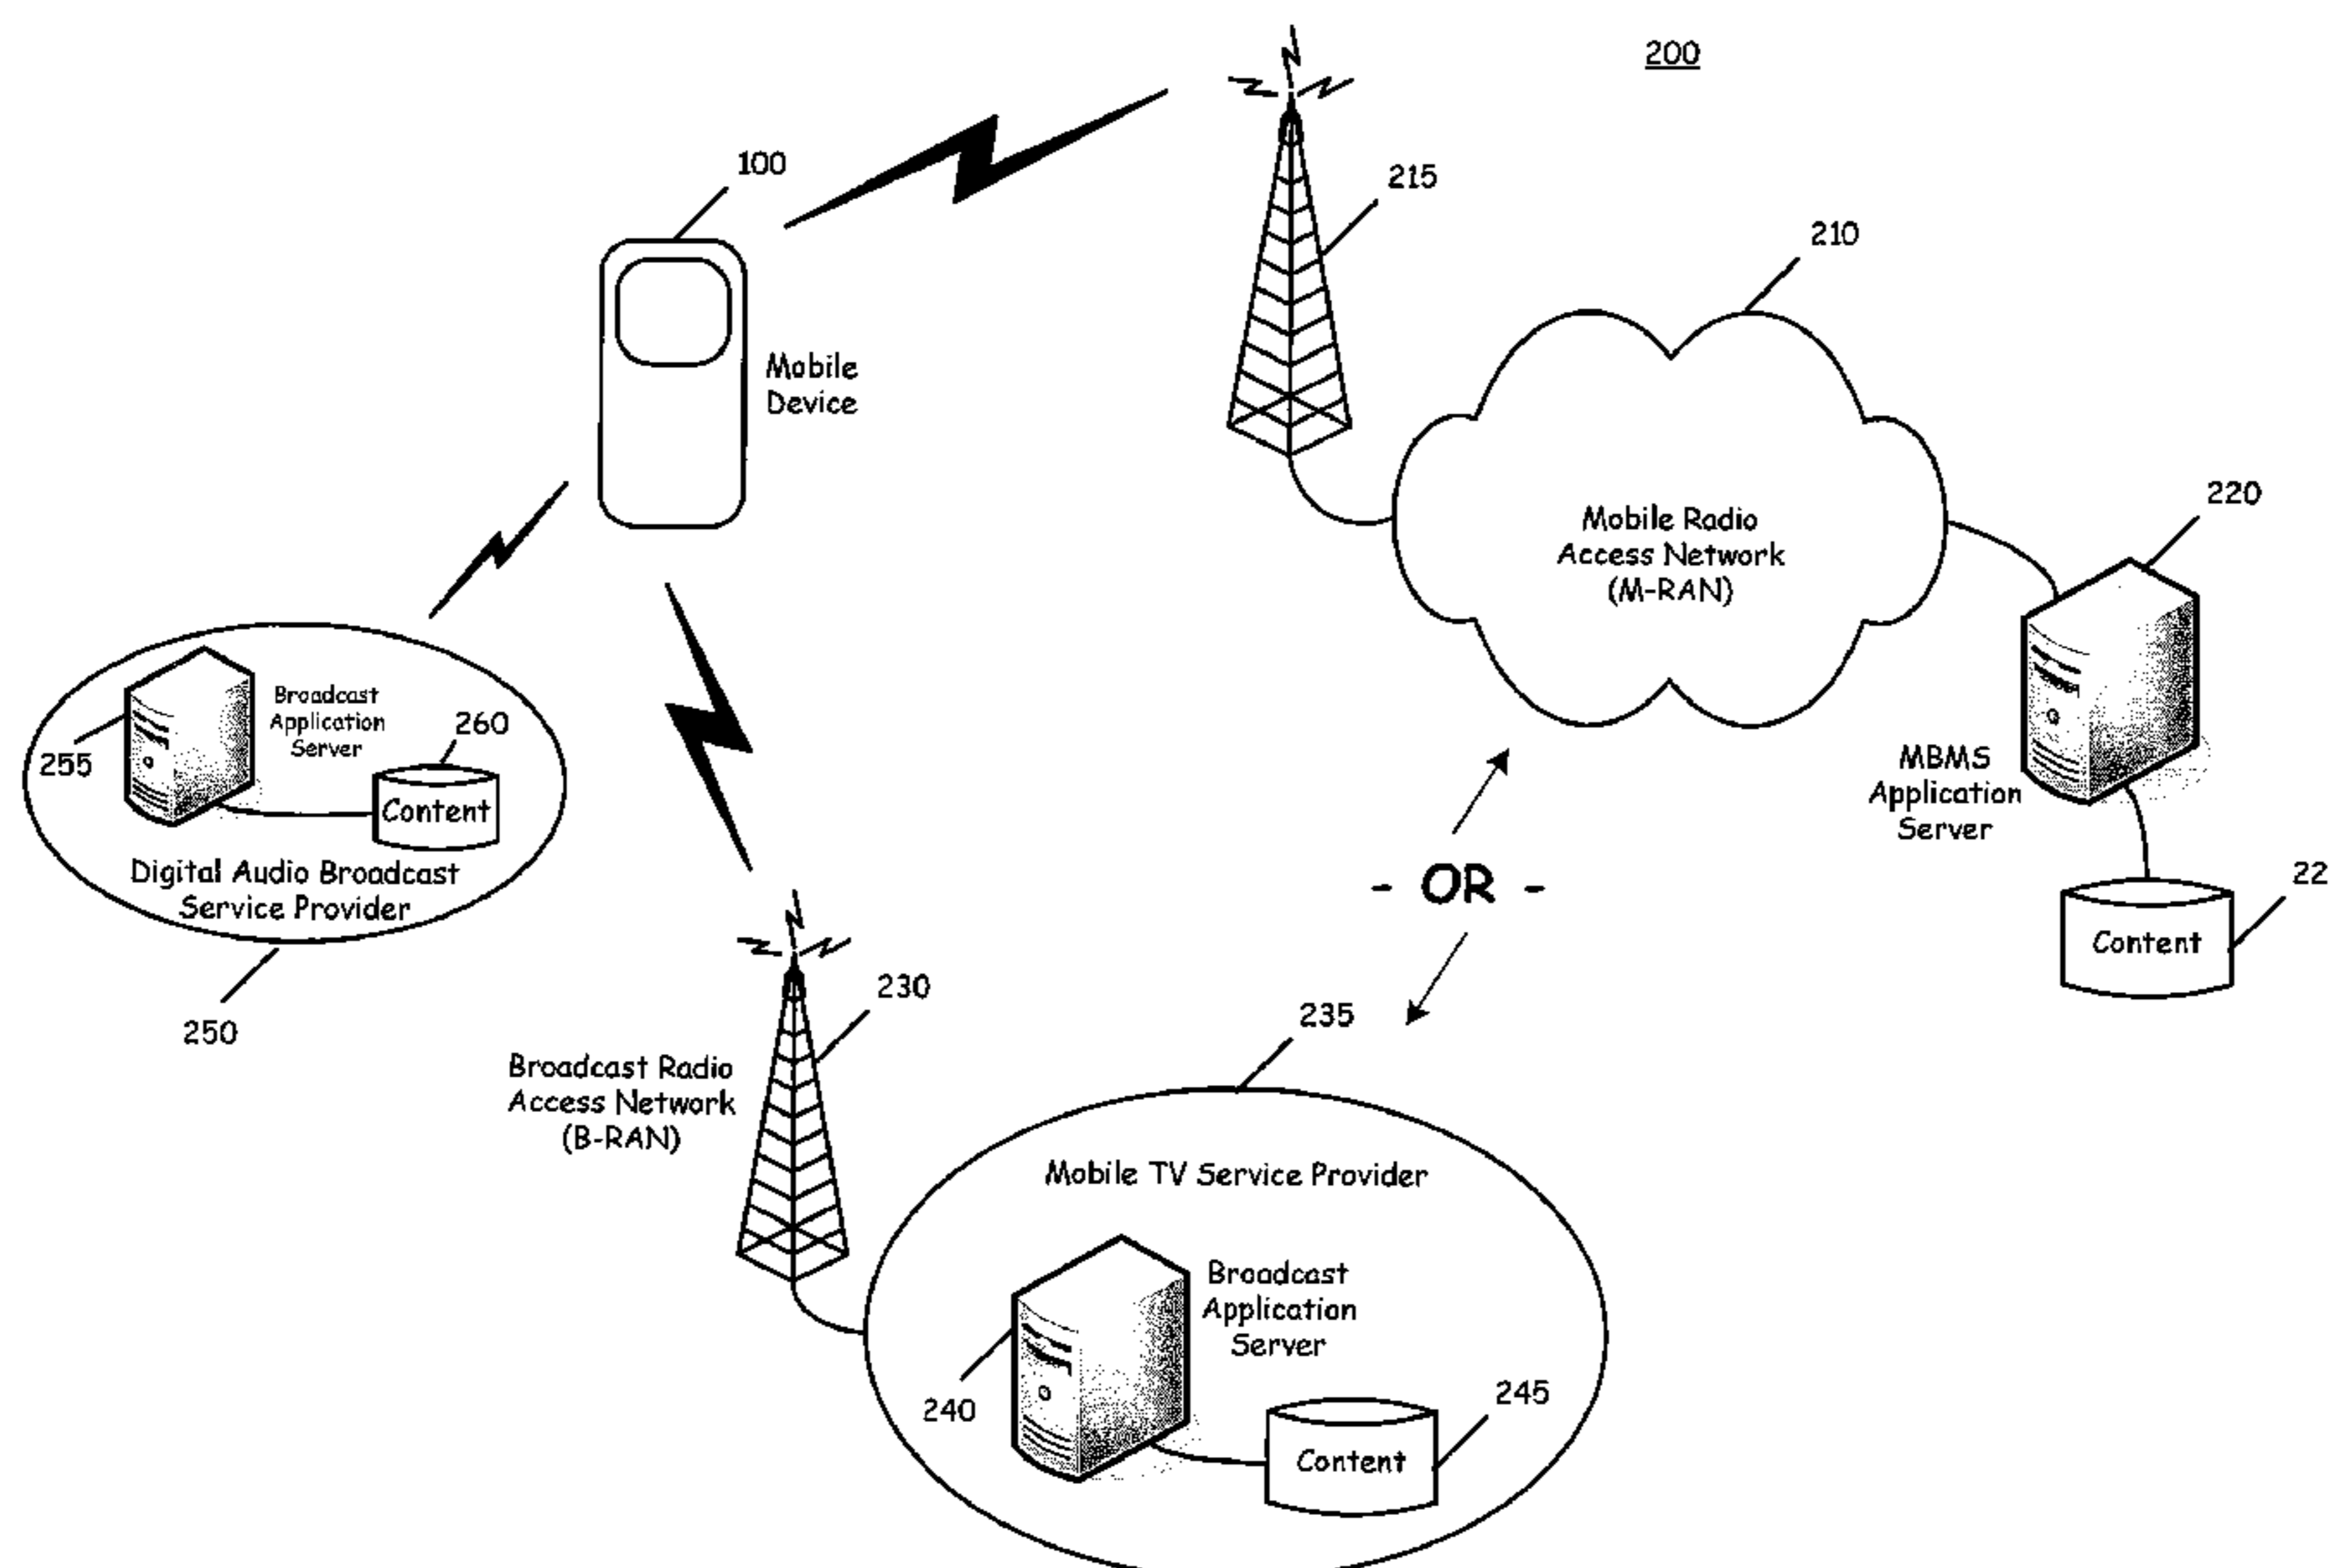 200
100
215
210
Mobile
Device
220
Mobile Radio
Access Network
(M-RAN)
Broadcast
Application
Server
260
255
Content
MBMS
Application
Server
Digital Audio Broadcast
Service Provider
- OR -
22
Content
250
230
235
Broadcast Radio
Access Network
(B-RAN)
Mobile TV Service Provider
Broadcast
Application
Server
240
245
Content